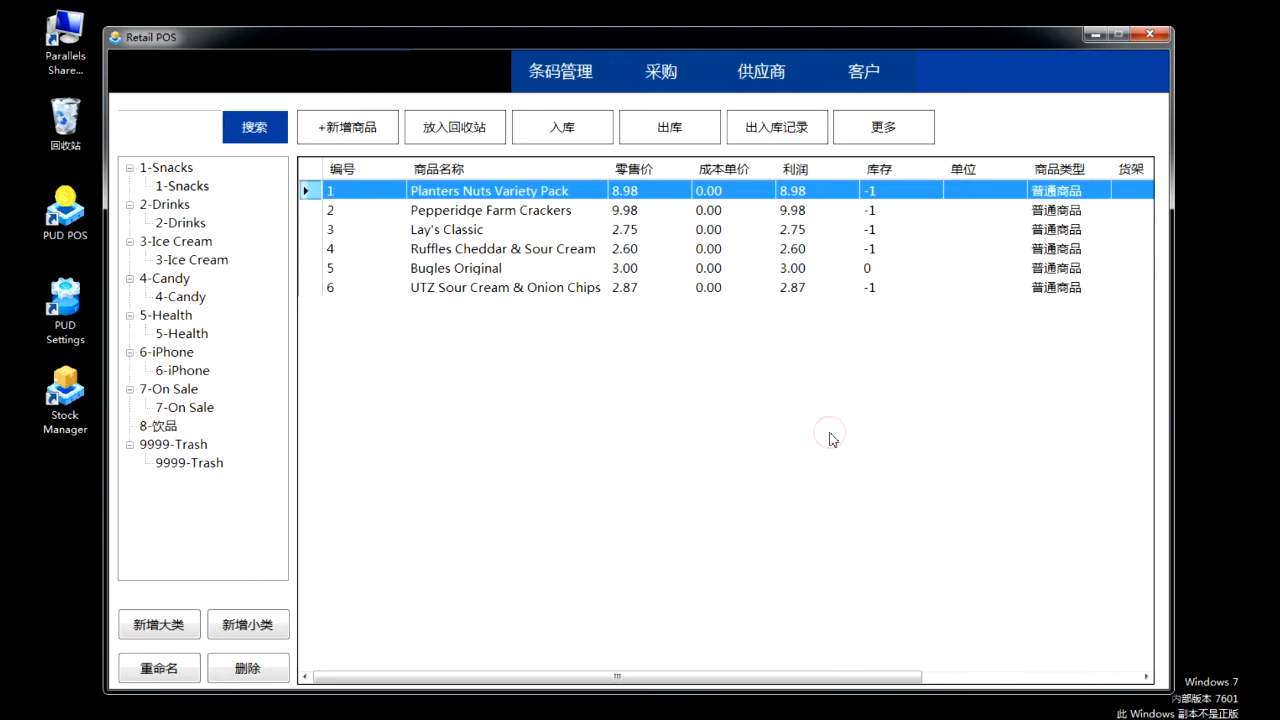 Parallels
Share...
回收站
PUD POS
PUD
Settings
Stock
Manager
Retail POS
条码管理 采购 供应商 客户
搜索 +新增商品 放入回收站 入库 出库 出入库记录 更多
1-Snacks
1-Snacks
2-Drinks
2-Drinks
3-Ice Cream
3-Ice Cream
4-Candy
4-Candy
5-Health
5-Health
6-iPhone
6-iPhone
7-On Sale
7-On Sale
8-饮品
9999-Trash
9999-Trash
新增大类 新增小类
重命名 删除
编号 商品名称 零售价 成本单价 利润 库存 单位 商品类型 货架
1 Planters Nuts Variety Pack 8.98 0.00 8.98 -1 普通商品
2 Pepperidge Farm Crackers 9.98 0.00 9.98 -1 普通商品
3 Lay's Classic 2.75 0.00 2.75 -1 普通商品
4 Ruffles Cheddar & Sour Cream 2.60 0.00 2.60 -1 普通商品
5 Bugles Original 3.00 0.00 3.00 0 普通商品
6 UTZ Sour Cream & Onion Chips 2.87 0.00 2.87 -1 普通商品
Windows 7
内部版本 7601
此 Windows 副本不是正版